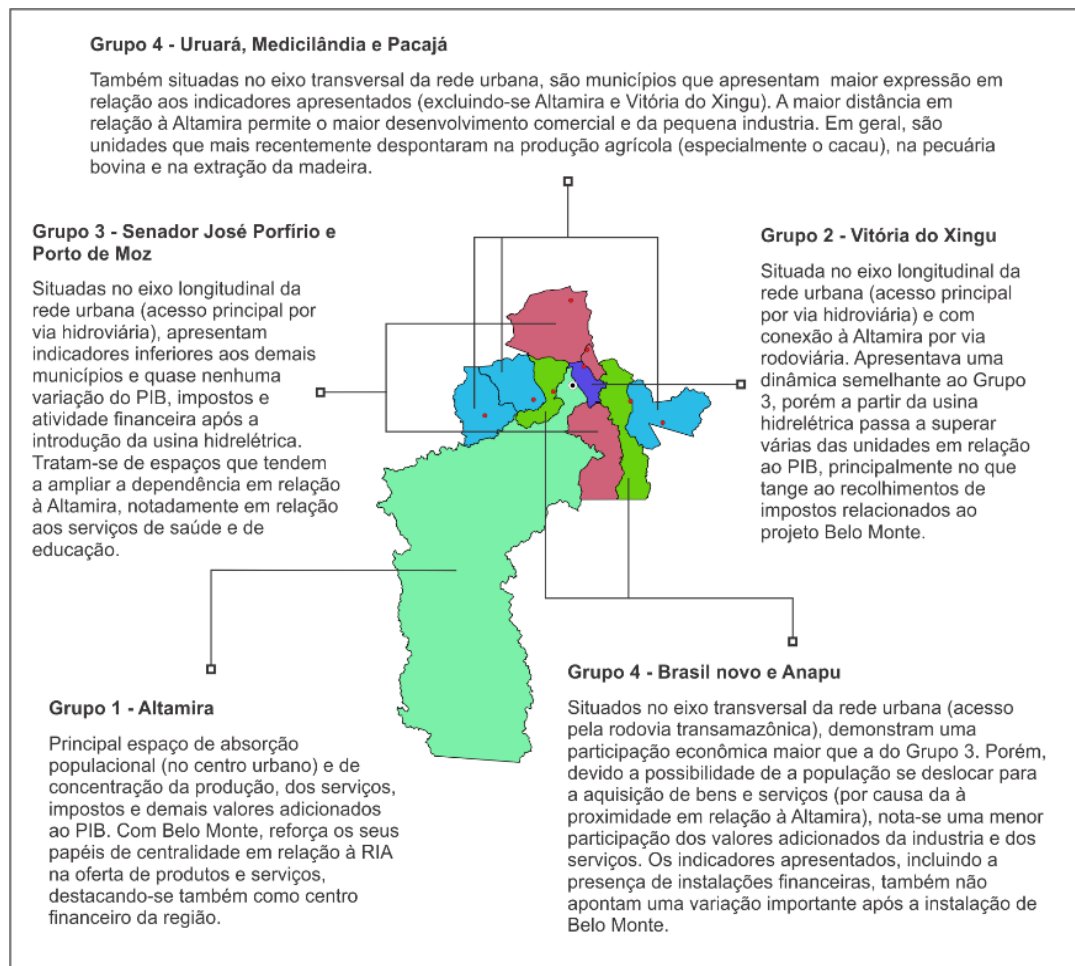 Grupo 4 - Uruará, Medicilândia e Pacajá
Também situadas no eixo transversal da rede urbana, são municípios que apresentam maior expressão em
relação aos indicadores apresentados (excluindo-se Altamira e Vitória do Xingu). A maior distância em
relação à Altamira permite o maior desenvolvimento comercial e da pequena industria. Em geral, são
unidades que mais recentemente despontaram na produção agrícola (especialmente o cacau), na pecuária
bovina e na extração da madeira.
Grupo 3 - Senador José Porfírio e
Porto de Moz
Situadas no eixo longitudinal da
rede urbana (acesso principal por
via hidroviária), apresentam
indicadores inferiores aos demais
municípios e quase nenhuma
variação do PIB, impostos e
atividade financeira após a
introdução da usina hidrelétrica.
Tratam-se de espaços que tendem
a ampliar a dependência em relação
à Altamira, notadamente em relação
aos serviços de saúde e de
educação.
Grupo 2 - Vitória do Xingu
Situada no eixo longitudinal da
rede urbana (acesso principal
por via hidroviária) e com
conexão à Altamira por via
rodoviária. Apresentava uma
dinâmica semelhante ao Grupo
3, porém a partir da usina
hidrelétrica passa a superar
várias das unidades em relação
ao PIB, principalmente no que
tange ao recolhimentos de
impostos relacionados ao
projeto Belo Monte.
Grupo 1 - Altamira
Principal espaço de absorção
populacional (no centro urbano) e de
concentração da produção, dos serviços,
impostos e demais valores adicionados
ao PIB. Com Belo Monte, reforça os seus
papéis de centralidade em relação à RIA
na oferta de produtos e serviços,
destacando-se também como centro
financeiro da região.
Grupo 4 - Brasil novo e Anapu
Situados no eixo transversal da rede urbana (acesso
pela rodovia transamazônica), demonstram uma
participação econômica maior que a do Grupo 3. Porém,
devido a possibilidade de a população se deslocar para
a aquisição de bens e serviços (por causa da à
proximidade em relação à Altamira), nota-se uma menor
participação dos valores adicionados da industria e dos
serviços. Os indicadores apresentados, incluindo a
presença de instalações financeiras, também não
apontam uma variação importante após a instalação de
Belo Monte.